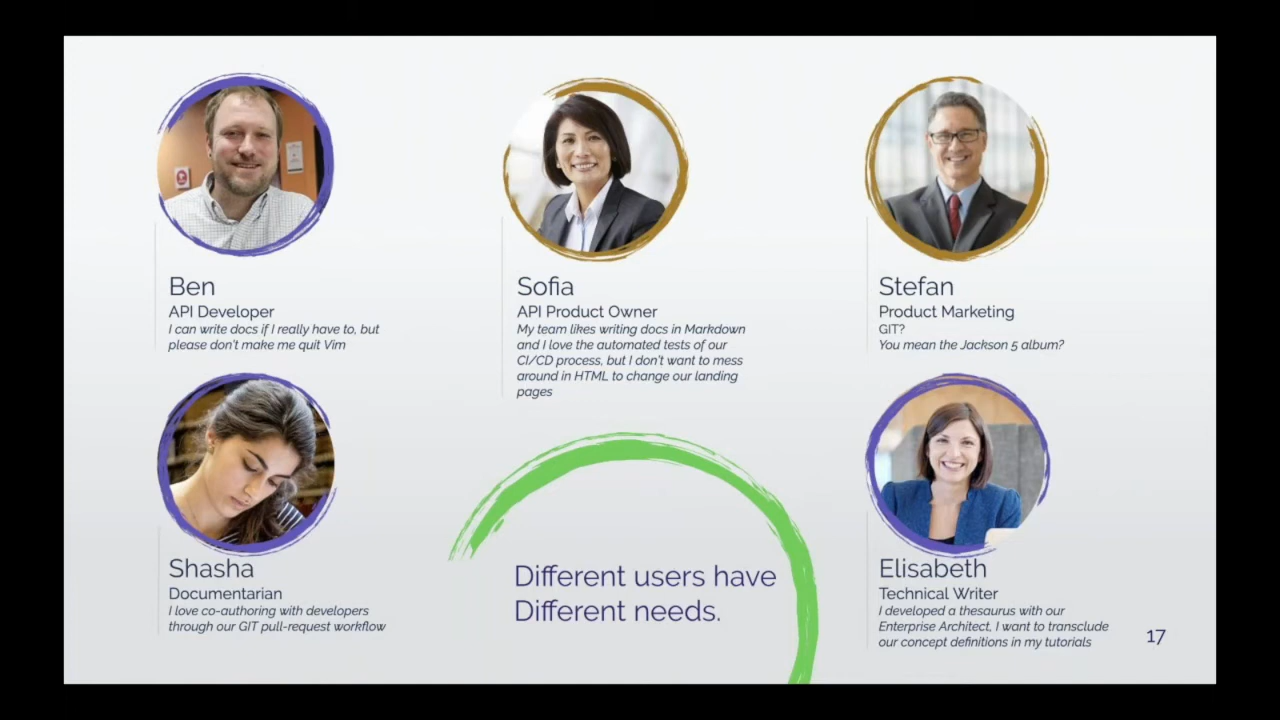 Ben
API Developer
I can write docs if I really have to, but
please don't make me quit Vim
Sofia
API Product Owner
My team likes writing docs in Markdown
and I love the automated tests of our
CI/CD process, but I don't want to mess
around in HTML to change our landing
pages
Stefan
Product Marketing
GIT?
You mean the Jackson 5 album?
Shasha
Documentarian
I love co-authoring with developers
through our GIT pull-request workflow
Different users have
Different needs.
Elisabeth
Technical Writer
I developed a thesaurus with our
Enterprise Architect, I want to transclude
our concept definitions in my tutorials
17